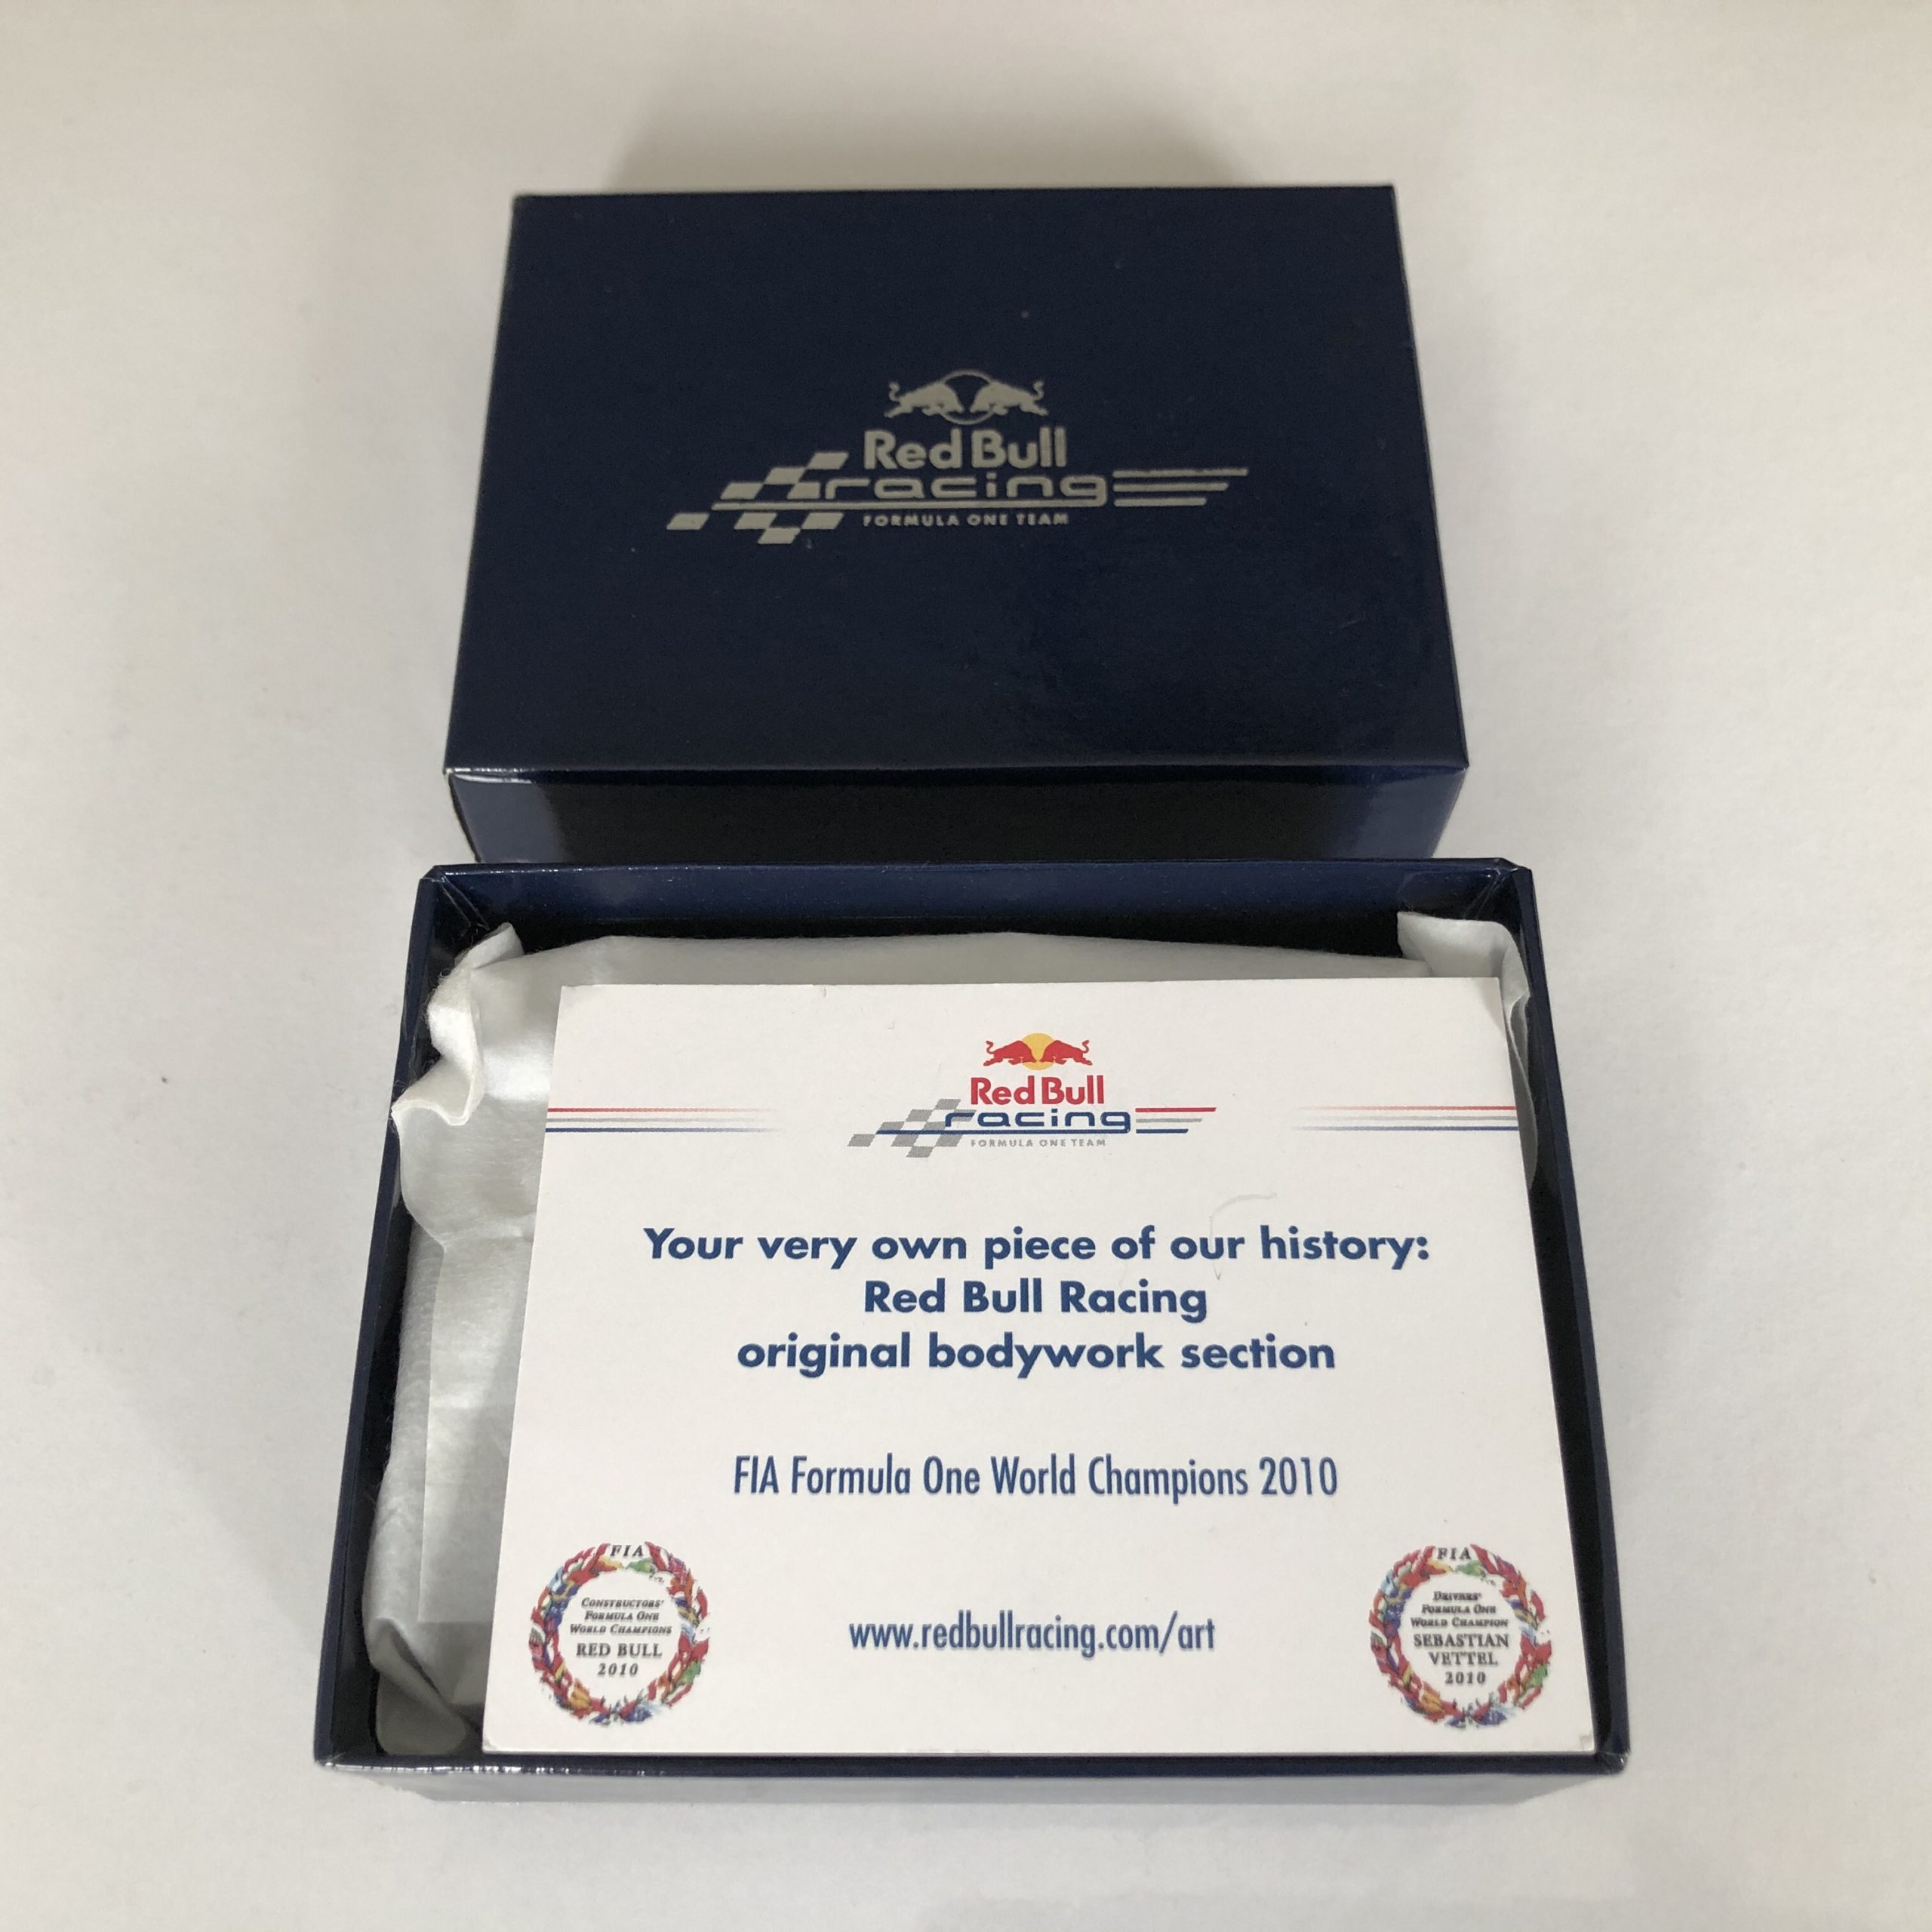 Red Bull
racing
FORMULA ONE TEAM
Red Bull
racing
FORMULA ONE TEAM
Your very own piece of our history:
Red Bull Racing
original bodywork section
FIA Formula One World Champions 2010
FIA
CONSTRUCTORS'
FORMULA ONE
WORLD CHAMPIONS
RED BULL
2010
www.redbullracing.com/art
FIA
DRIVERS'
FORMULA ONE
WORLD CHAMPION
SEBASTIAN
VETTEL
2010